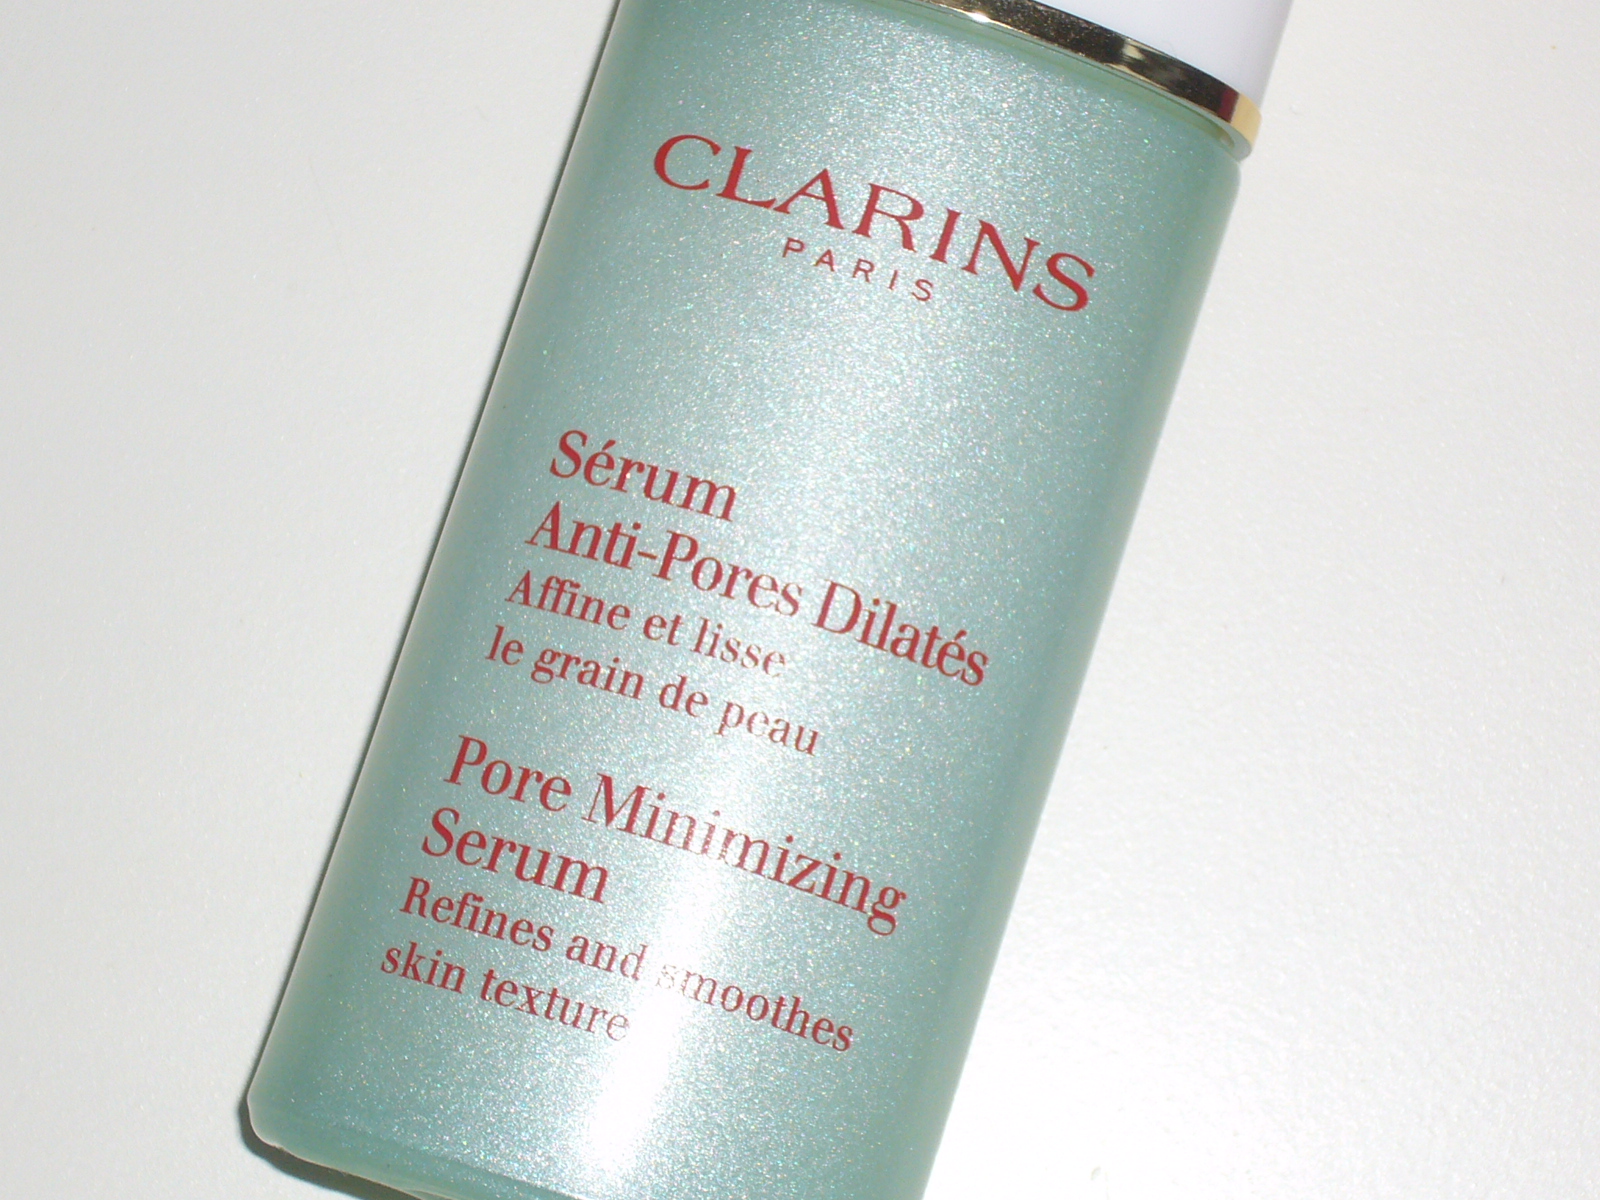 CLARINS
PARIS
Sérum
Anti-Pores Dilatés
Affine et lisse
le grain de peau
Pore Minimizing
Serum
Refines and smoothes
skin texture